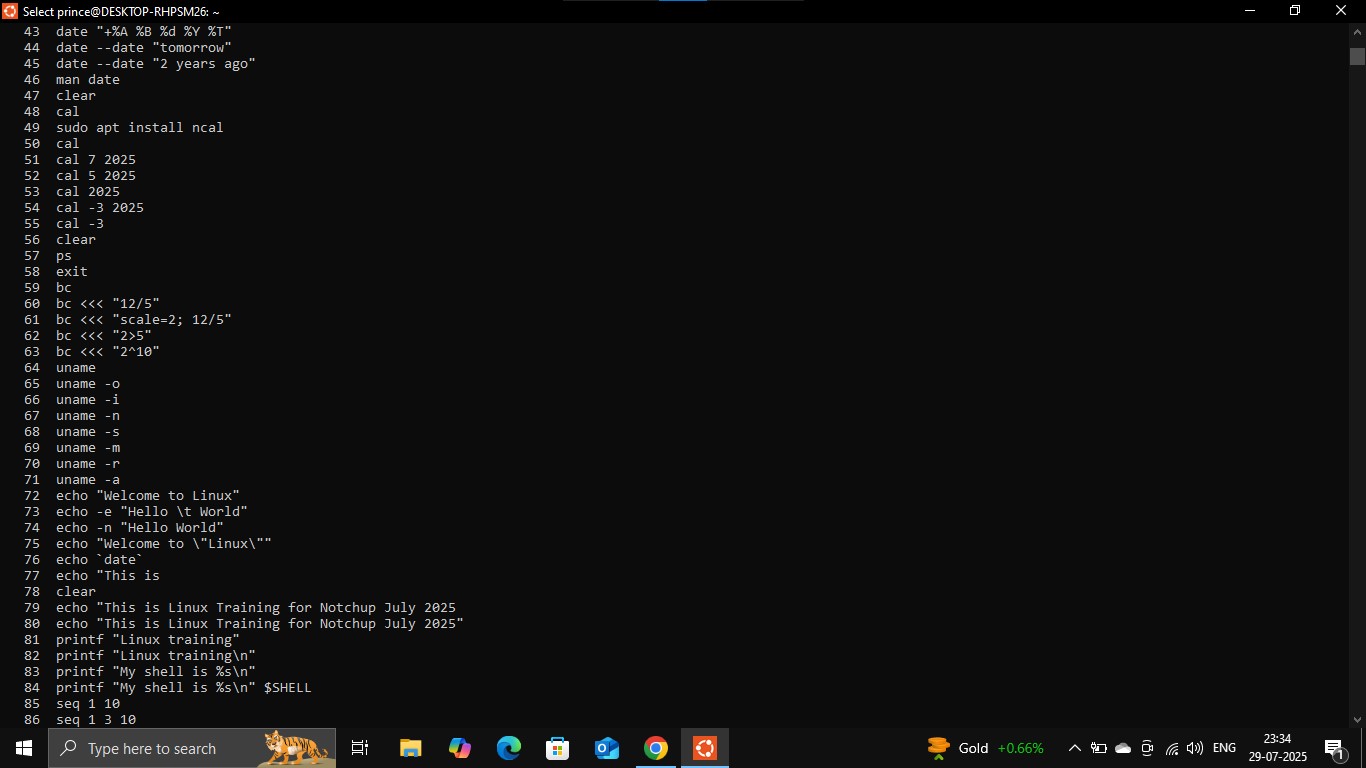 Select prince@DESKTOP-RHPSM26: ~
43 date "+%A %B %d %Y %T"
44 date --date "tomorrow"
45 date --date "2 years ago"
46 man date
47 clear
48 cal
49 sudo apt install ncal
50 cal
51 cal 7 2025
52 cal 5 2025
53 cal 2025
54 cal -3 2025
55 cal -3
56 clear
57 ps
58 exit
59 bc
60 bc <<< "12/5"
61 bc <<< "scale=2; 12/5"
62 bc <<< "2>5"
63 bc <<< "2^10"
64 uname
65 uname -o
66 uname -i
67 uname -n
68 uname -s
69 uname -m
70 uname -r
71 uname -a
72 echo "Welcome to Linux"
73 echo -e "Hello \t World"
74 echo -n "Hello World"
75 echo "Welcome to \"Linux\""
76 echo `date`
77 echo "This is
78 clear
79 echo "This is Linux Training for Notchup July 2025
80 echo "This is Linux Training for Notchup July 2025"
81 printf "Linux training"
82 printf "Linux training\n"
83 printf "My shell is %s\n"
84 printf "My shell is %s\n" $SHELL
85 seq 1 10
86 seq 1 3 10
Type here to search
Gold +0.66%
ENG
23:34
29-07-2025
1